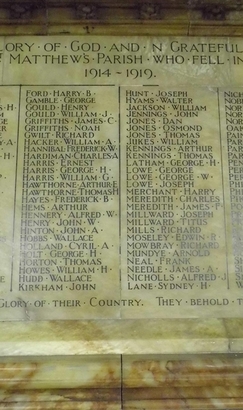 LORY · OF · GOD · AND · IN · GRATEFUL
MATTHEWS · PARISH · WHO · FELL · IN
1914 - 1919.
FORD · HARRY · B ·
GAMBLE · GEORGE
GOULD · HENRY
GOULD · WILLIAM · J ·
GRIFFITHS · JAMES · C ·
GRIFFITHS · NOAH
GWILT · RICHARD
HACKER · WILLIAM · A ·
HANNIBAL · FREDERICK · W ·
HARDIMAN · CHARLES · A
HARRIS · ERNEST
HARRIS · GEORGE · H ·
HARRIS · WILLIAM · G ·
HAWTHORNE · ARTHUR · E
HAWTHORNE · THOMAS · H
HAYES · FREDERICK · B ·
HEMS · ARTHUR
HENNERY · ALFRED · W ·
HENRY · JOHN · W ·
HINTON · JOHN · A ·
HOBBS · WALLACE
HOLLAND · CYRIL · A ·
HOLT · GEORGE · H ·
HORTON · THOMAS
HOWES · WILLIAM · H ·
HUDD · WALLACE
KIRKHAM · JOHN
HUNT · JOSEPH
HYAMS · WALTER
JACKSON · WILLIAM
JENNINGS · JOHN
JONES · DAN
JONES · OSMOND
JONES · THOMAS
JUKES · WILLIAM
KENNINGS · ARTHUR
KENNINGS · THOMAS
LATHAM · GEORGE · H ·
LOWE · GEORGE
LOWE · GEORGE · W ·
LOWE · JOSEPH
MERCHANT · HARRY
MEREDITH · CHARLES
MEREDITH · JAMES · E
MILLWARD · JOSEPH
MILLWARD · TITUS
MILLS · RICHARD
MOSELEY · EDWIN · R
MOWBRAY · RICHARD
MUNDYE · ARNOLD
NEAL · FRANK
NEEDLE · JAMES · A ·
NICHOLLS · ALFRED · J
LANE · SYDNEY · H ·
GLORY · OF · THEIR · COUNTRY. THEY · BEHOLD · T